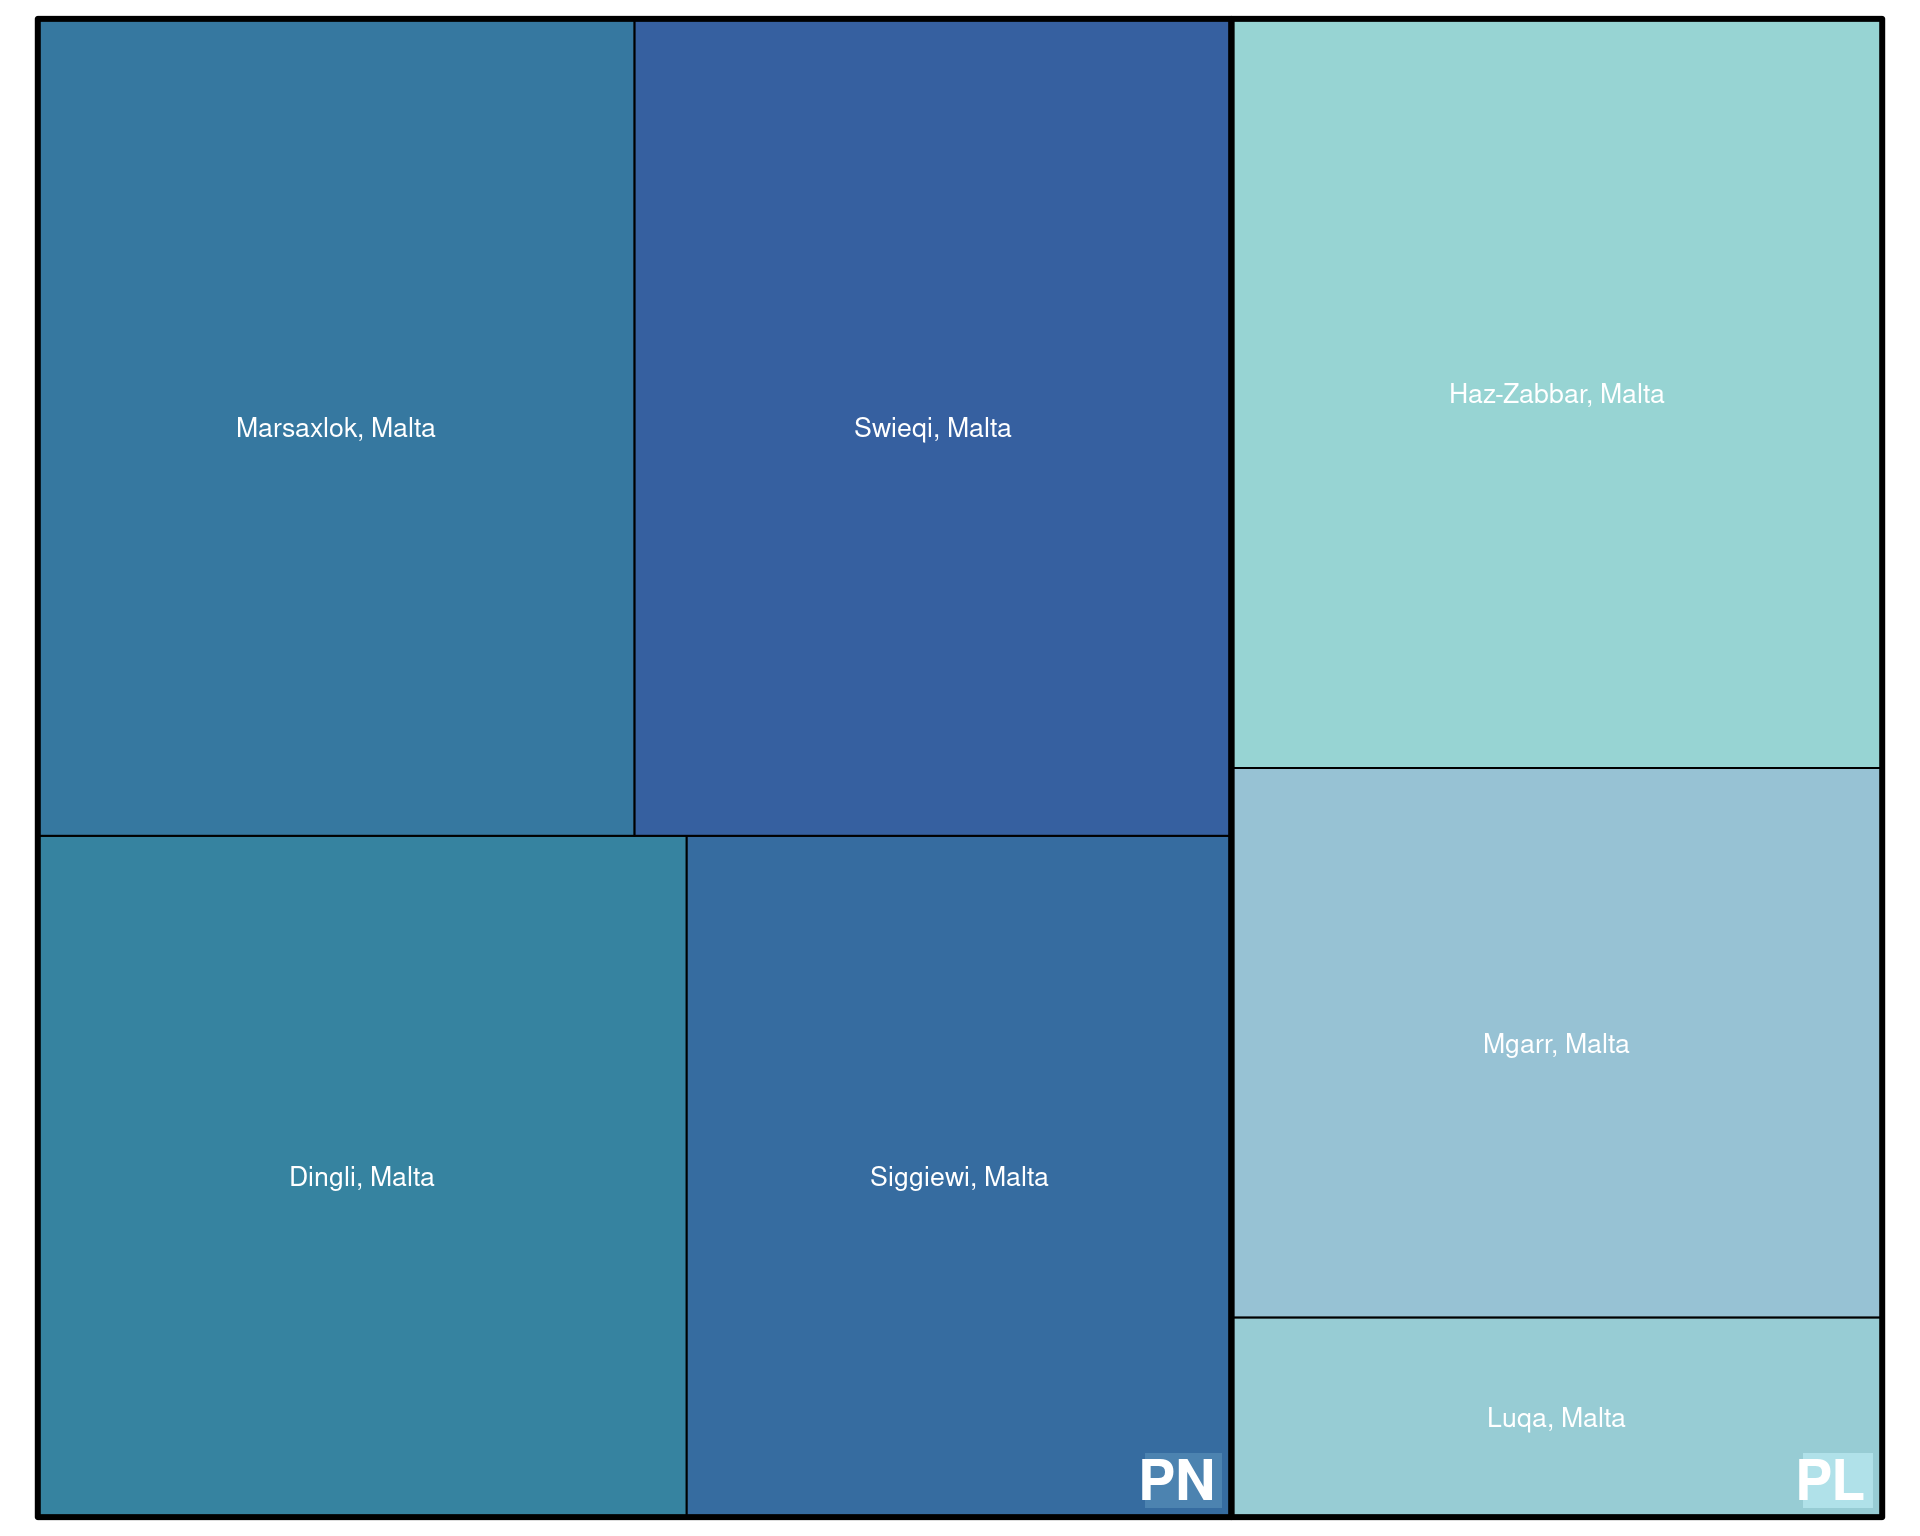 Marsaxlok, Malta
Swieqi, Malta
Haz-Zabbar, Malta
Mgarr, Malta
Dingli, Malta
Siggiewi, Malta
Luqa, Malta
PN
PL